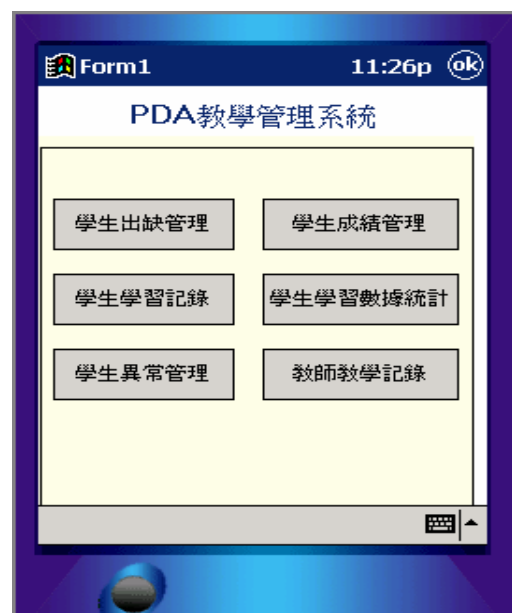 Form1 11:26p ok
PDA教學管理系統
學生出缺管理 學生成績管理
學生學習記錄 學生學習數據統計
學生異常管理 教師教學記錄